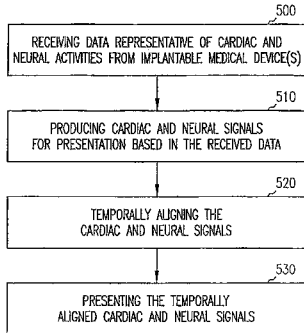 500
RECEIVING DATA REPRESENTATIVE OF CARDIAC AND
NEURAL ACTIVITIES FROM IMPLANTABLE MEDICAL DEVICE(S)
510
PRODUCING CARDIAC AND NEURAL SIGNALS
FOR PRESENTATION BASED IN THE RECEIVED DATA
520
TEMPORALLY ALIGNING THE
CARDIAC AND NEURAL SIGNALS
530
PRESENTING THE TEMPORALLY
ALIGNED CARDIAC AND NEURAL SIGNALS